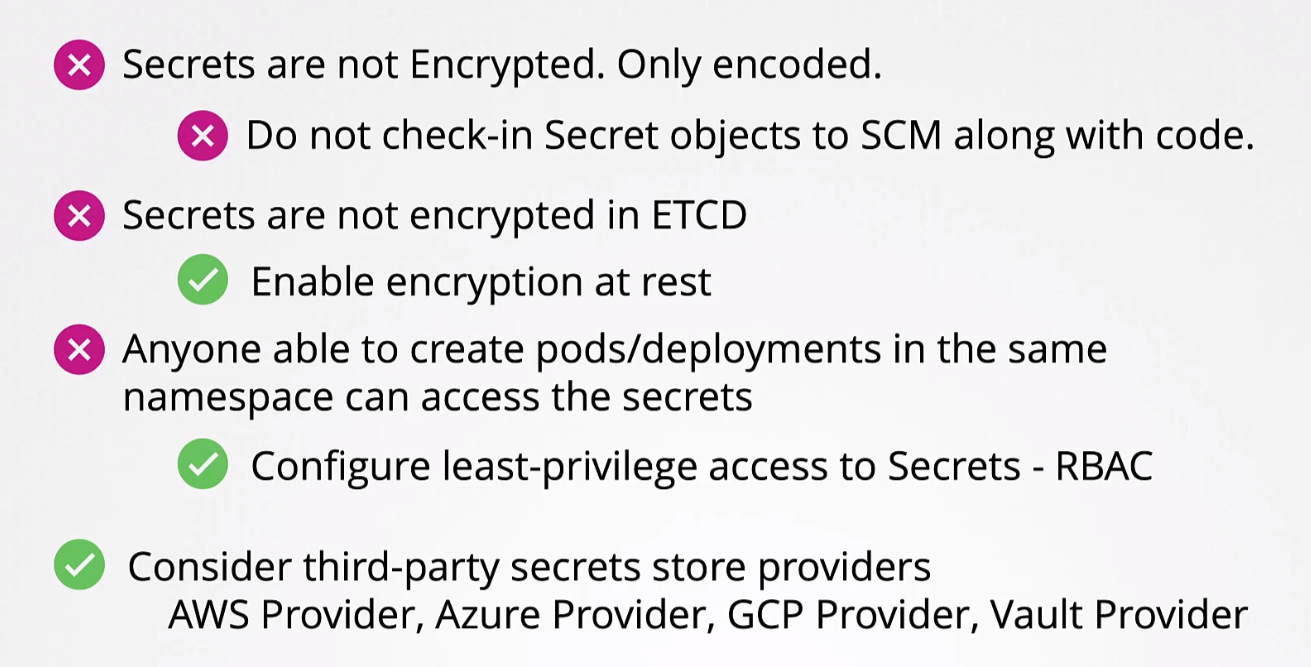 Secrets are not Encrypted. Only encoded.
Do not check-in Secret objects to SCM along with code.
Secrets are not encrypted in ETCD
Enable encryption at rest
Anyone able to create pods/deployments in the same
namespace can access the secrets
Configure least-privilege access to Secrets - RBAC
Consider third-party secrets store providers
AWS Provider, Azure Provider, GCP Provider, Vault Provider